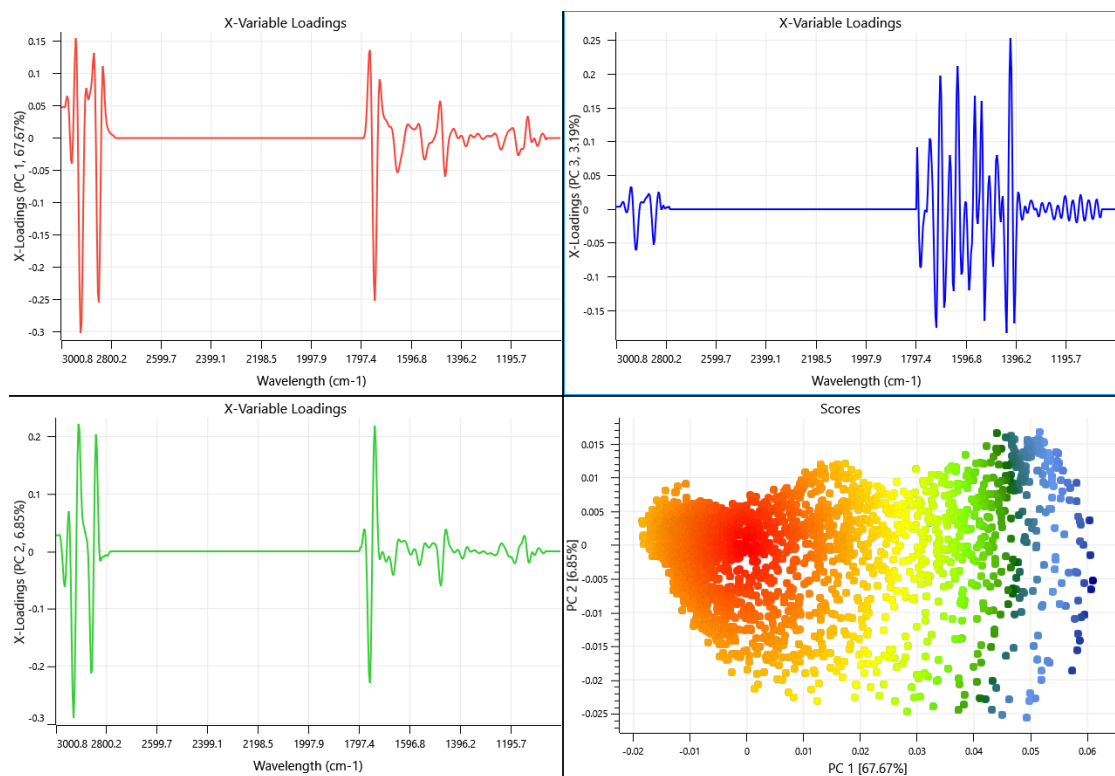 X-Variable Loadings
X-Loadings (PC 1, 67.67%)
0.15
0.1
0.05
0
-0.05
-0.1
-0.15
-0.2
-0.25
-0.3
3000.8 2800.2 2599.7 2399.1 2198.5 1997.9 1797.4 1596.8 1396.2 1195.7
Wavelength (cm-1)
X-Variable Loadings
X-Loadings (PC 3, 3.19%)
0.25
0.2
0.15
0.1
0.05
0
-0.05
-0.1
-0.15
3000.8 2800.2 2599.7 2399.1 2198.5 1997.9 1797.4 1596.8 1396.2 1195.7
Wavelength (cm-1)
X-Variable Loadings
X-Loadings (PC 2, 6.85%)
0.2
0.1
0
-0.1
-0.2
-0.3
3000.8 2800.2 2599.7 2399.1 2198.5 1997.9 1797.4 1596.8 1396.2 1195.7
Wavelength (cm-1)
Scores
PC 2 [6.85%]
0.015
0.01
0.005
0
-0.005
-0.01
-0.015
-0.02
-0.025
-0.02 -0.01 0 0.01 0.02 0.03 0.04 0.05 0.06
PC 1 [67.67%]